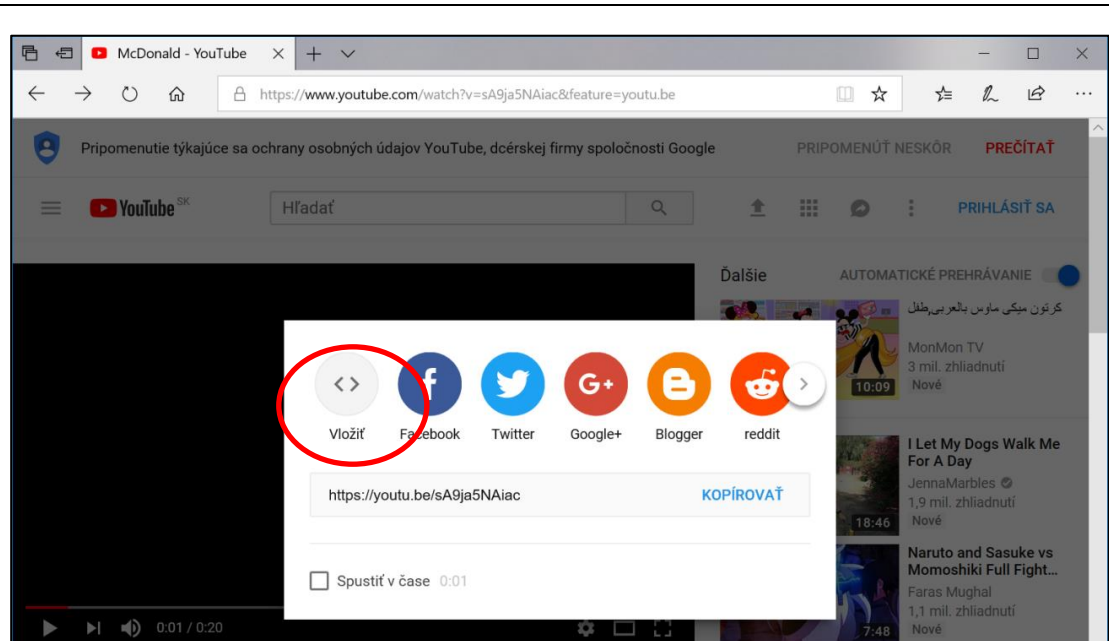 McDonald - YouTube
https://www.youtube.com/watch?v=sA9ja5NAiac&feature=youtu.be
Pripomenutie týkajúce sa ochrany osobných údajov YouTube, dcérskej firmy spoločnosti Google
PRIPOMENÚŤ NESKÔR
PREČÍTAŤ
YouTube SK
Hľadať
PRIHLÁSIŤ SA
Ďalšie
AUTOMATICKÉ PREHRÁVANIE
كرتون ميكى ماوس بالعربى,طفل
MonMon TV
3 mil. zhliadnutí
10:09
Nové
Vložiť
Facebook
Twitter
Google+
Blogger
reddit
https://youtu.be/sA9ja5NAiac
KOPÍROVAŤ
Spustiť v čase 0:01
I Let My Dogs Walk Me
For A Day
JennaMarbles
1,9 mil. zhliadnutí
18:46
Nové
Naruto and Sasuke vs
Momoshiki Full Fight...
Faras Mughal
1,1 mil. zhliadnutí
7:48
Nové
0:01 / 0:20